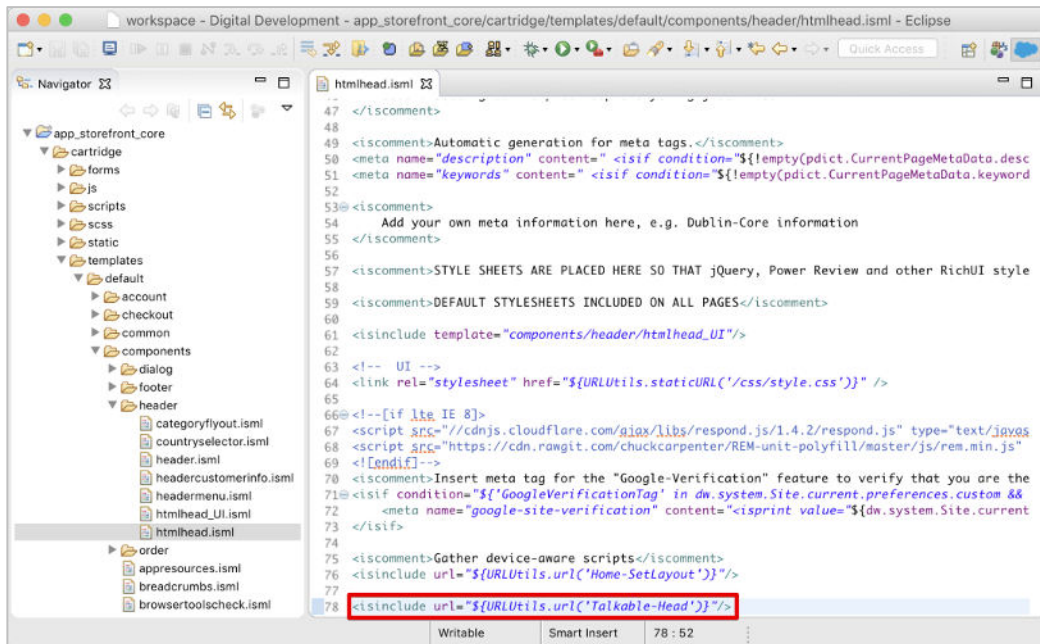 workspace - Digital Development - app_storefront_core/cartridge/templates/default/components/header/htmlhead.isml - Eclipse
Quick Access
Navigator
app_storefront_core
cartridge
forms
js
scripts
scss
static
templates
default
account
checkout
common
components
dialog
footer
header
categoryflyout.isml
countryselector.isml
header.isml
headercustomerinfo.isml
headermenu.isml
htmlhead_UI.isml
htmlhead.isml
order
appresources.isml
breadcrumbs.isml
browsertoolscheck.isml
htmlhead.isml
47 </iscomment>
48
49 <iscomment>Automatic generation for meta tags.</iscomment>
50 <meta name="description" content=" <isif condition="${!empty(pdict.CurrentPageMetaData.desc
51 <meta name="keywords" content=" <isif condition="${!empty(pdict.CurrentPageMetaData.keyword
52
53 <iscomment>
54 Add your own meta information here, e.g. Dublin-Core information
55 </iscomment>
56
57 <iscomment>STYLE SHEETS ARE PLACED HERE SO THAT jQuery, Power Review and other RichUI style
58
59 <iscomment>DEFAULT STYLESHEETS INCLUDED ON ALL PAGES</iscomment>
60
61 <isinclude template="components/header/htmlhead_UI"/>
62
63 <!-- UI -->
64 <link rel="stylesheet" href="${URLUtils.staticURL('/css/style.css')}" />
65
66 <!--[if lte IE 8]>
67 <script src="//cdnjs.cloudflare.com/ajax/libs/respond.js/1.4.2/respond.js" type="text/javas
68 <script src="https://cdn.rawgit.com/chuckcarpenter/REM-unit-polyfill/master/js/rem.min.js"
69 <![endif]-->
70 <iscomment>Insert meta tag for the "Google-Verification" feature to verify that you are the
71 <isif condition="${'GoogleVerificationTag' in dw.system.Site.current.preferences.custom &&
72 <meta name="google-site-verification" content="<isprint value="${dw.system.Site.current
73 </isif>
74
75 <iscomment>Gather device-aware scripts</iscomment>
76 <isinclude url="${URLUtils.url('Home-SetLayout')}"/>
77
78 <isinclude url="${URLUtils.url('Talkable-Head')}"/>
Writable
Smart Insert
78 : 52